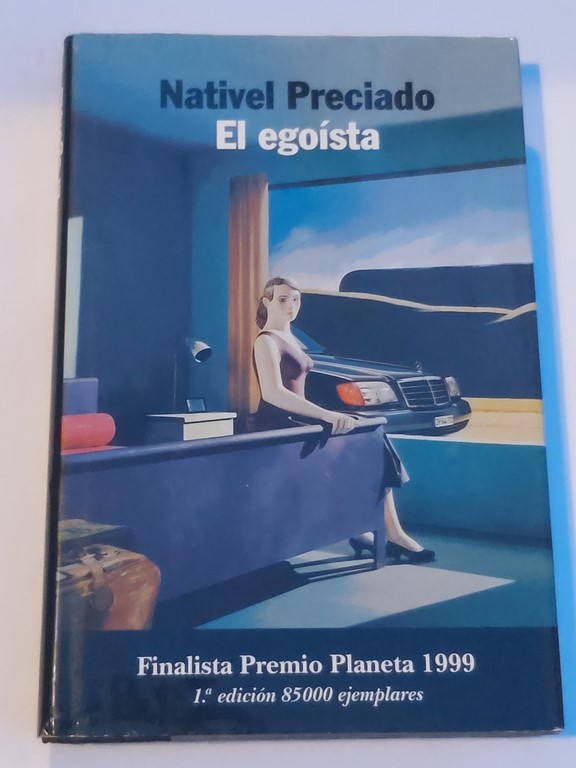 Nativel Preciado
El egoísta
Finalista Premio Planeta 1999
1.ª edición 85000 ejemplares